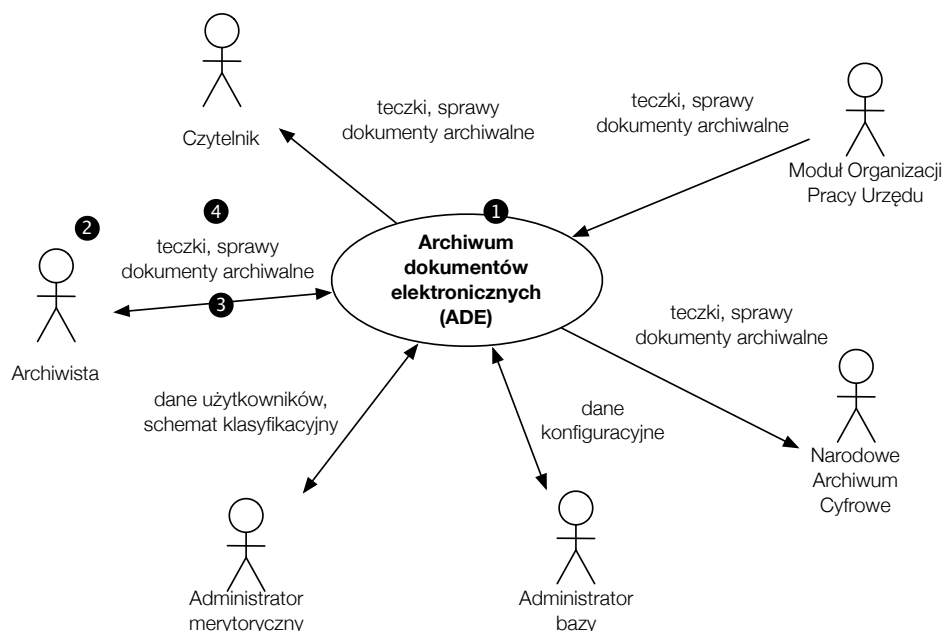 Czytelnik
teczki, sprawy
dokumenty archiwalne
teczki, sprawy
dokumenty archiwalne
Moduł Organizacji
Pracy Urzędu
1
Archiwum
dokumentów
elektronicznych
(ADE)
2
4
teczki, sprawy
dokumenty archiwalne
3
Archiwista
teczki, sprawy
dokumenty archiwalne
Narodowe
Archiwum
Cyfrowe
dane użytkowników,
schemat klasyfikacyjny
dane
konfiguracyjne
Administrator
merytoryczny
Administrator
bazy